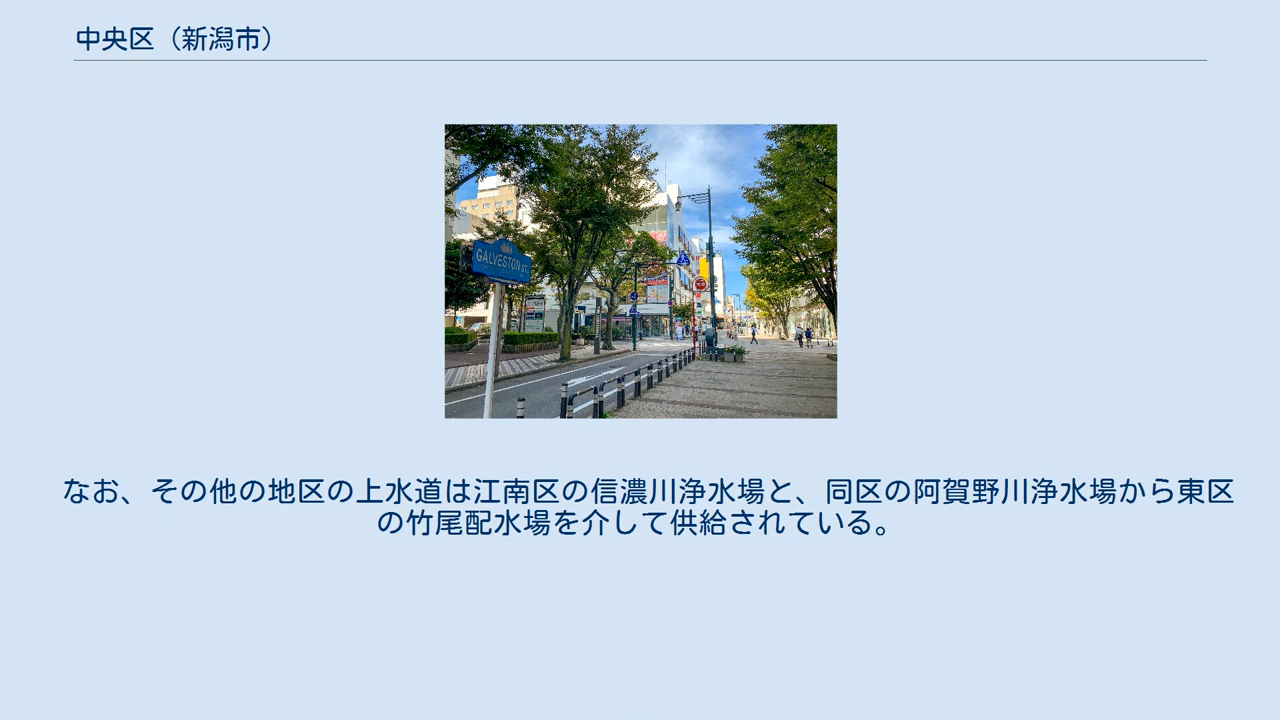 中央区（新潟市）
GALVESTON ST.
なお、その他の地区の上水道は江南区の信濃川浄水場と、同区の阿賀野川浄水場から東区
の竹尾配水場を介して供給されている。